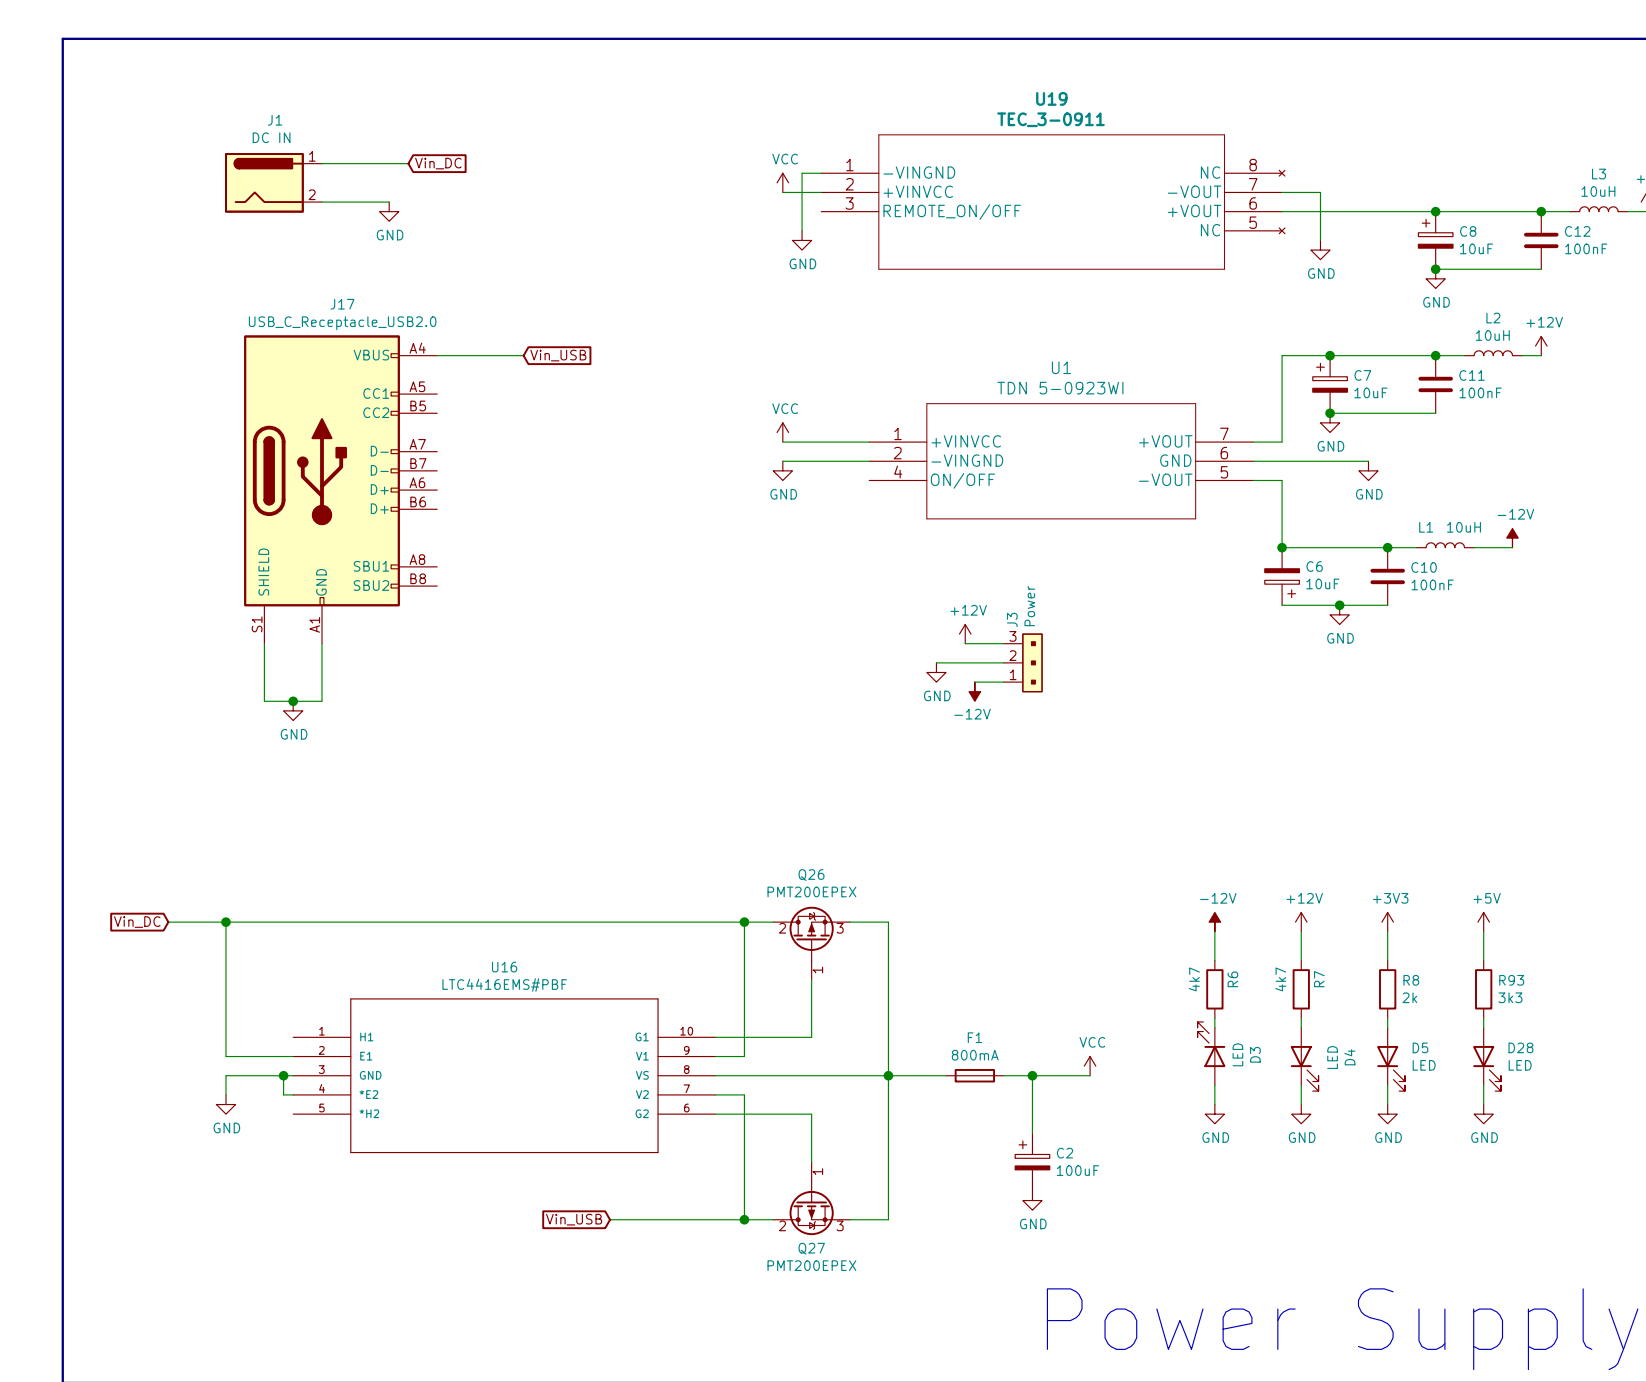 J1
DC IN
1
Vin_DC
2
GND
U19
TEC_3-0911
VCC
1
-VINGND
2
+VINVCC
3
REMOTE_ON/OFF
GND
NC
8
-VOUT
7
+VOUT
6
NC
5
GND
L3
10uH
+
+
C8
10uF
C12
100nF
GND
J17
USB_C_Receptacle_USB2.0
VBUS
A4
Vin_USB
CC1
A5
CC2
B5
D-
A7
D-
B7
D+
A6
D+
B6
SBU1
A8
SBU2
B8
SHIELD
GND
S1
A1
GND
U1
TDN 5-0923WI
VCC
1
+VINVCC
2
-VINGND
4
ON/OFF
GND
+VOUT
7
GND
6
-VOUT
5
GND
L2
10uH
+12V
+
C7
10uF
C11
100nF
GND
L1 10uH
-12V
C6
10uF
+
C10
100nF
GND
J3
Power
+12V
3
2
1
GND
-12V
Vin_DC
Q26
PMT200EPEX
2
3
1
U16
LTC4416EMS#PBF
1
H1
2
E1
3
GND
4
*E2
5
*H2
G1
10
V1
9
VS
8
V2
7
G2
6
GND
F1
800mA
VCC
+
C2
100uF
GND
1
Vin_USB
2
3
Q27
PMT200EPEX
-12V
4k7
R6
LED
D3
GND
+12V
4k7
R7
LED
D4
GND
+3V3
R8
2k
D5
LED
GND
+5V
R93
3k3
D28
LED
GND
Power Supply